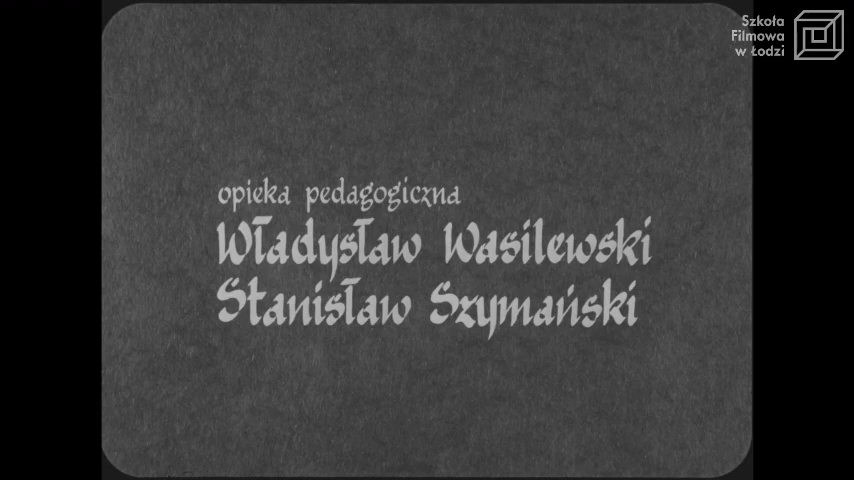 Szkoła
Filmowa
w Łodzi
opieka pedagogiczna
Władysław Wasilewski
Stanisław Szymański